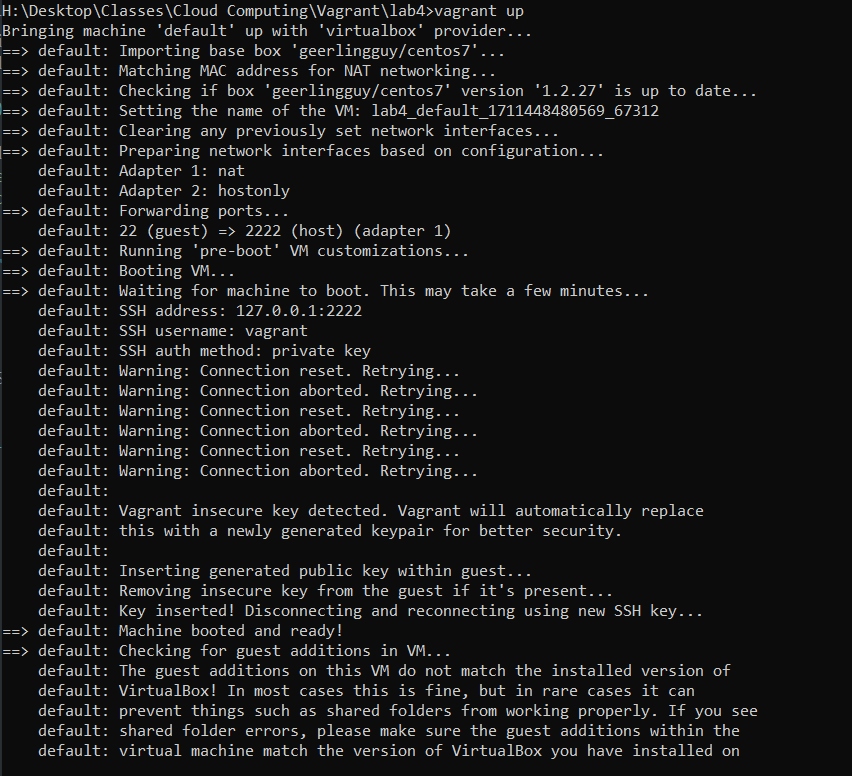 H:\Desktop\Classes\Cloud Computing\Vagrant\lab4>vagrant up
Bringing machine 'default' up with 'virtualbox' provider...
==> default: Importing base box 'geerlingguy/centos7'...
==> default: Matching MAC address for NAT networking...
==> default: Checking if box 'geerlingguy/centos7' version '1.2.27' is up to date...
==> default: Setting the name of the VM: lab4_default_1711448480569_67312
==> default: Clearing any previously set network interfaces...
==> default: Preparing network interfaces based on configuration...
    default: Adapter 1: nat
    default: Adapter 2: hostonly
==> default: Forwarding ports...
    default: 22 (guest) => 2222 (host) (adapter 1)
==> default: Running 'pre-boot' VM customizations...
==> default: Booting VM...
==> default: Waiting for machine to boot. This may take a few minutes...
    default: SSH address: 127.0.0.1:2222
    default: SSH username: vagrant
    default: SSH auth method: private key
    default: Warning: Connection reset. Retrying...
    default: Warning: Connection aborted. Retrying...
    default: Warning: Connection reset. Retrying...
    default: Warning: Connection aborted. Retrying...
    default: Warning: Connection reset. Retrying...
    default: Warning: Connection aborted. Retrying...
    default:
    default: Vagrant insecure key detected. Vagrant will automatically replace
    default: this with a newly generated keypair for better security.
    default:
    default: Inserting generated public key within guest...
    default: Removing insecure key from the guest if it's present...
    default: Key inserted! Disconnecting and reconnecting using new SSH key...
==> default: Machine booted and ready!
==> default: Checking for guest additions in VM...
    default: The guest additions on this VM do not match the installed version of
    default: VirtualBox! In most cases this is fine, but in rare cases it can
    default: prevent things such as shared folders from working properly. If you see
    default: shared folder errors, please make sure the guest additions within the
    default: virtual machine match the version of VirtualBox you have installed on